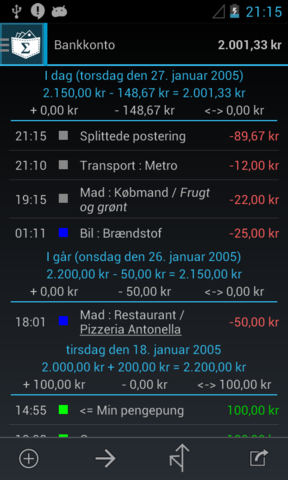 21:15
Σ
Bankkonto 2.001,33 kr
I dag (torsdag den 27. januar 2005)
2.150,00 kr - 148,67 kr = 2.001,33 kr
+ 0,00 kr - 148,67 kr <-> 0,00 kr
21:15 Splittede postering -89,67 kr
21:10 Transport : Metro -12,00 kr
19:15 Mad : Købmand / Frugt og grønt -22,00 kr
01:11 Bil : Brændstof -25,00 kr
I går (onsdag den 26. januar 2005)
2.200,00 kr - 50,00 kr = 2.150,00 kr
+ 0,00 kr - 50,00 kr <-> 0,00 kr
18:01 Mad : Restaurant / Pizzeria Antonella -50,00 kr
tirsdag den 18. januar 2005
2.000,00 kr + 200,00 kr = 2.200,00 kr
+ 100,00 kr - 0,00 kr <-> 100,00 kr
14:55 <= Min pengepung 100,00 kr